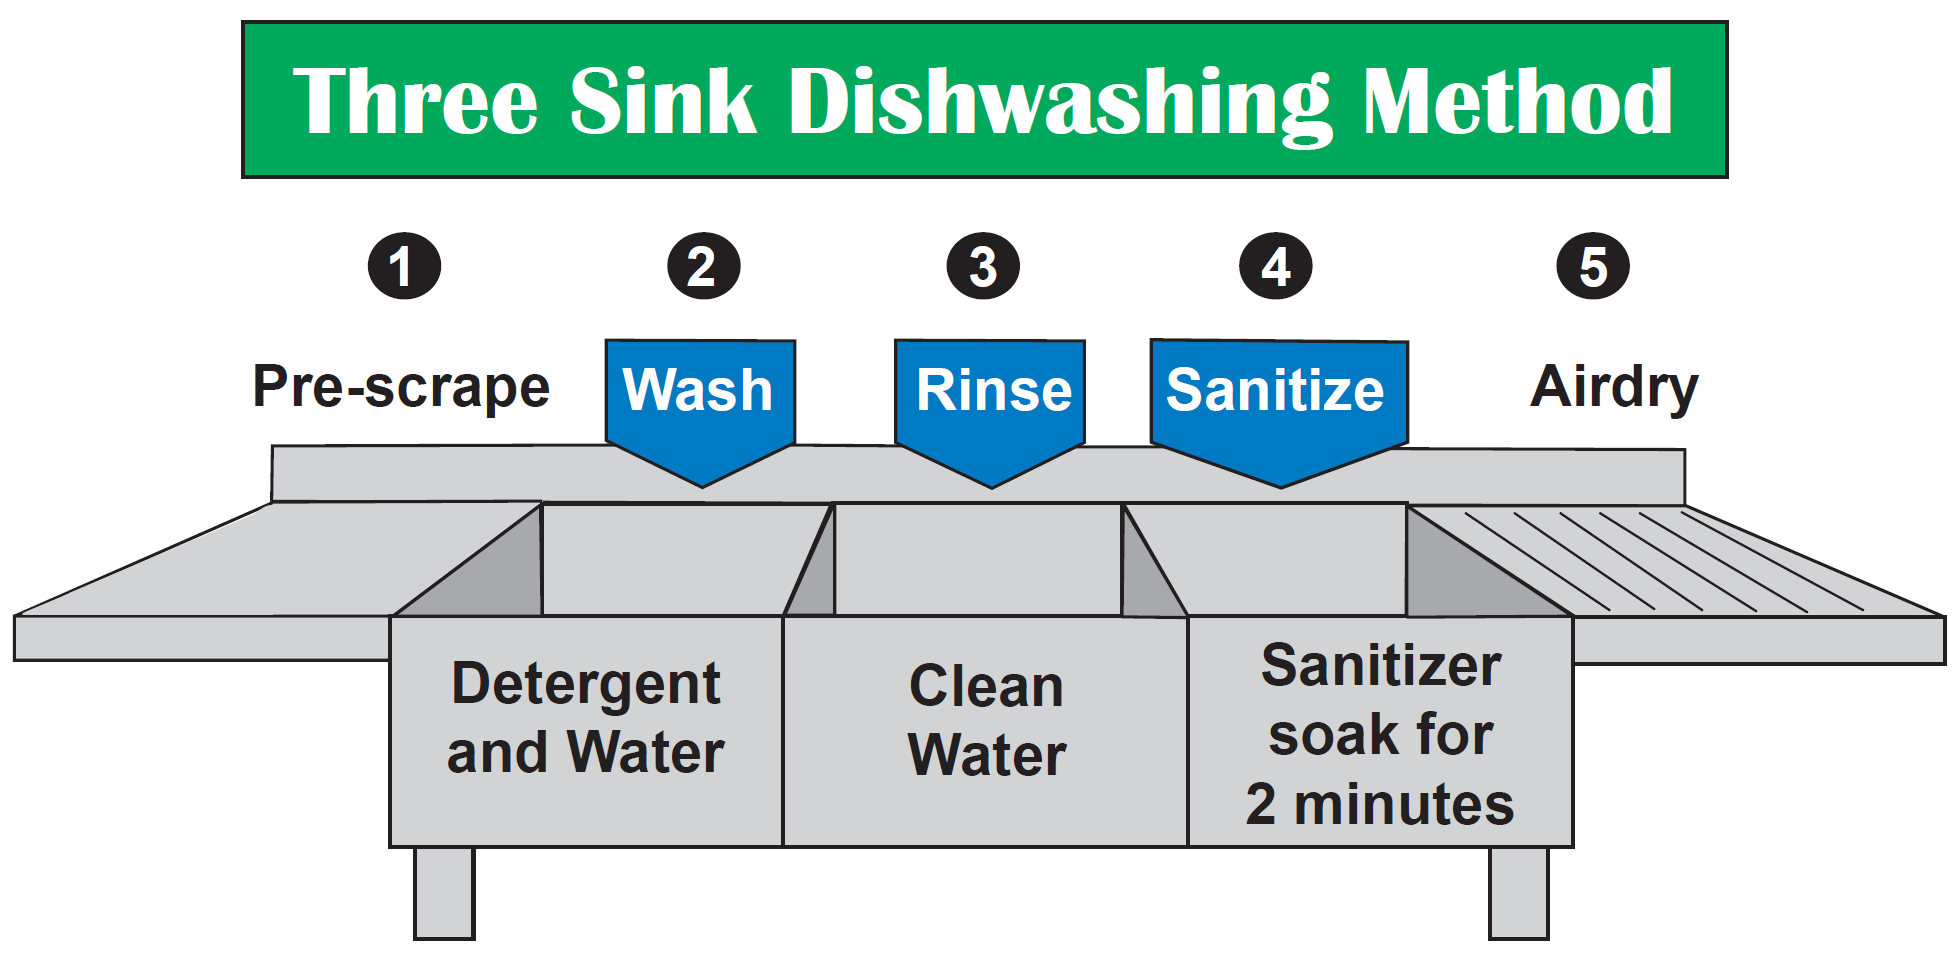 Three Sink Dishwashing Method
1 2 3 4 5
Pre-scrape Wash Rinse Sanitize Airdry
Detergent
and Water
Clean
Water
Sanitizer
soak for
2 minutes